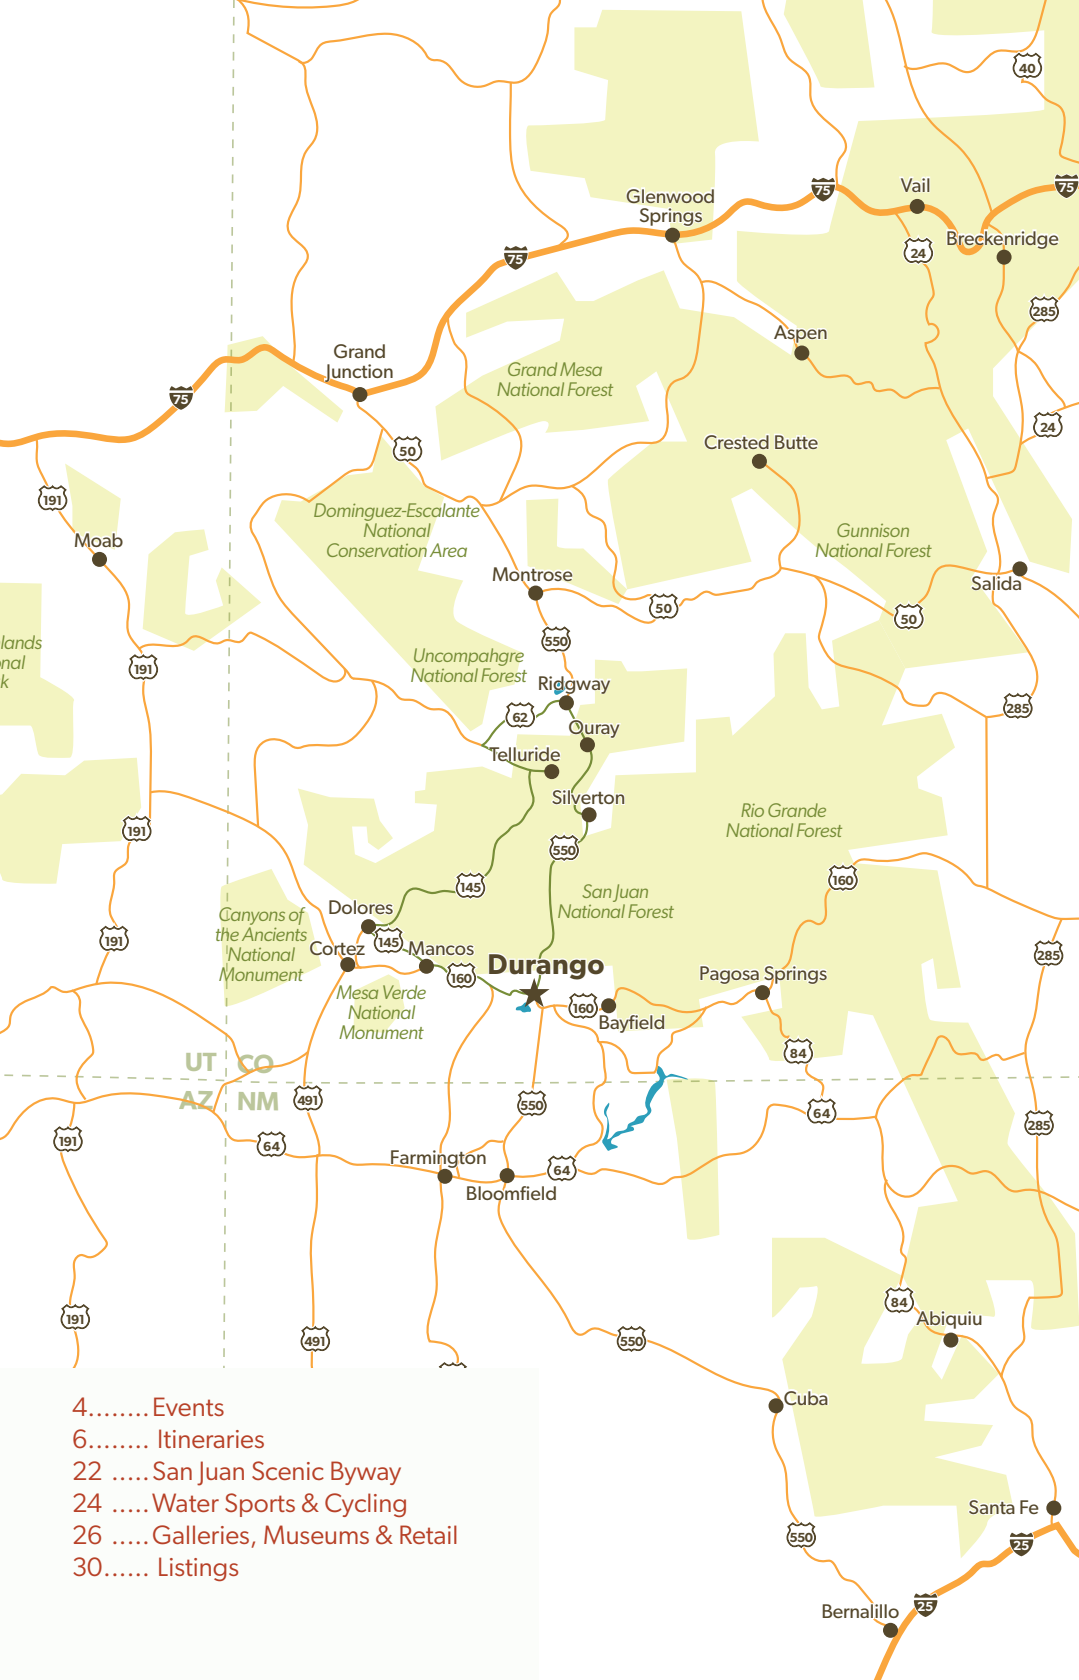 40
75
Vail
75
Glenwood
Springs
Breckenridge
24
75
285
Aspen
Grand
Junction
Grand Mesa
National Forest
75
24
Crested Butte
50
191
Dominguez-Escalante
National
Conservation Area
Moab
Gunnison
National Forest
Montrose
Salida
50
50
550
lands
nal
k
Uncompahgre
National Forest
191
Ridgway
285
62
Ouray
Telluride
Silverton
Rio Grande
National Forest
191
550
160
145
San Juan
National Forest
Dolores
Canyons of
the Ancients
National
Monument
191
145
Cortez
Mancos
285
Durango
160
Pagosa Springs
Mesa Verde
National
Monument
160
Bayfield
84
UT
CO
AZ
NM
491
550
64
285
191
64
Farmington
64
Bloomfield
84
191
Abiquiu
491
550
Cuba
4........Events
6........ Itineraries
22 .....San Juan Scenic Byway
24 .....Water Sports & Cycling
26 .....Galleries, Museums & Retail
30...... Listings
Santa Fe
550
25
25
Bernalillo